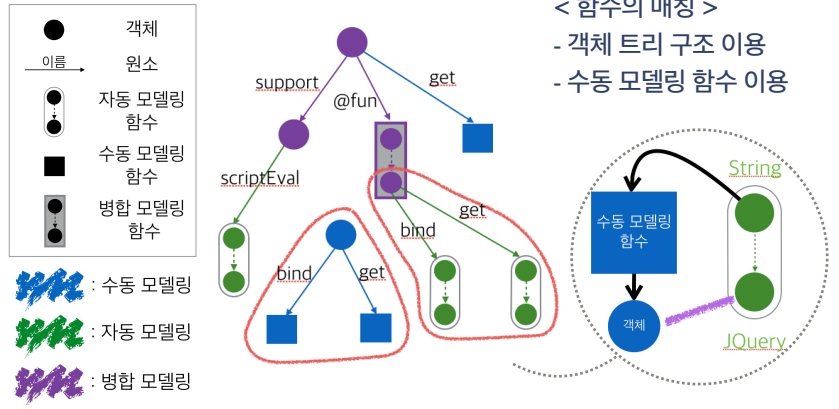 객체
이름
원소
자동 모델링
함수
수동 모델링
함수
병합 모델링
함수
: 수동 모델링
: 자동 모델링
: 병합 모델링
support
@fun
get
scriptEval
bind
get
bind
get
< 함수의 매칭 >
- 객체 트리 구조 이용
- 수동 모델링 함수 이용
String
수동 모델링
함수
객체
JQuery